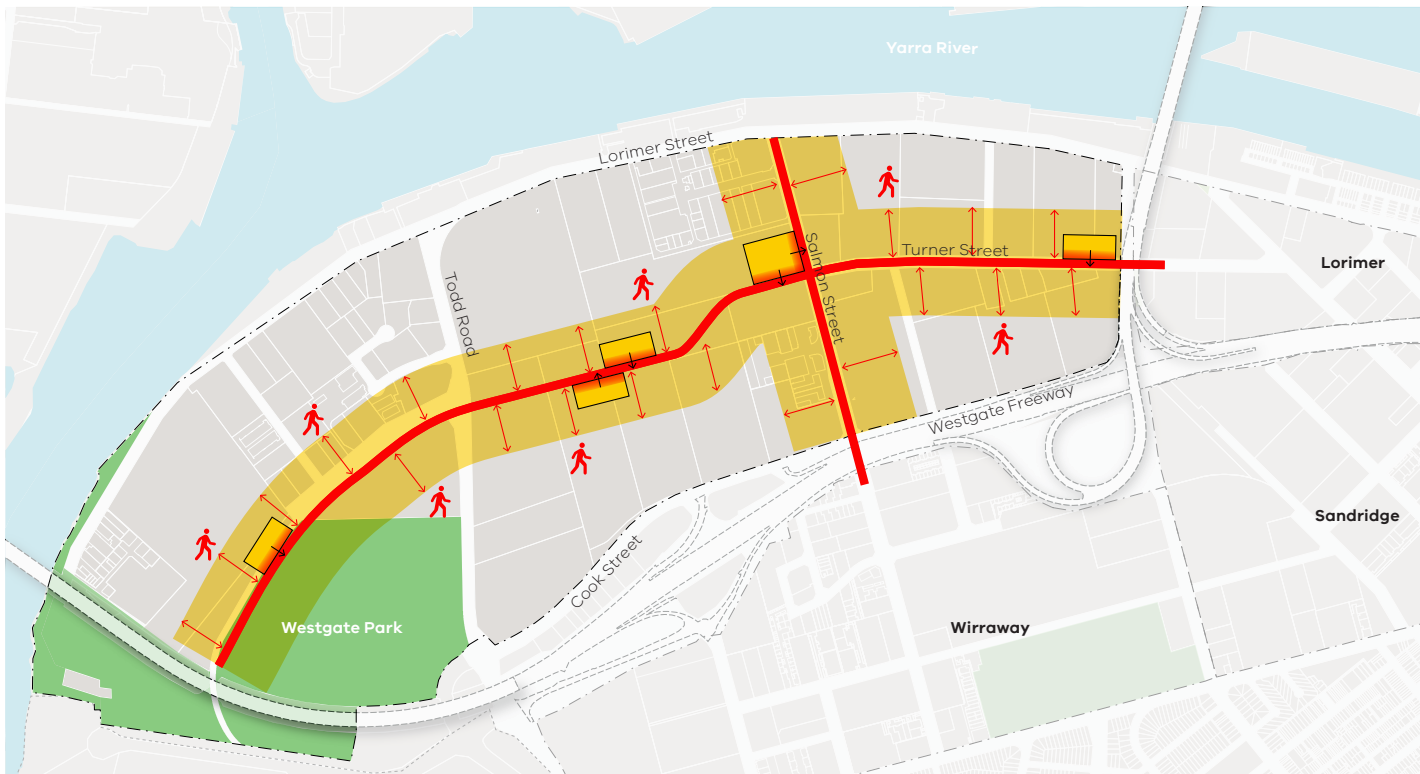 Yarra River
Lorimer Street
Salmon Street
Turner Street
Lorimer
Todd Road
Westgate Freeway
Sandridge
Cook Street
Westgate Park
Wirraway